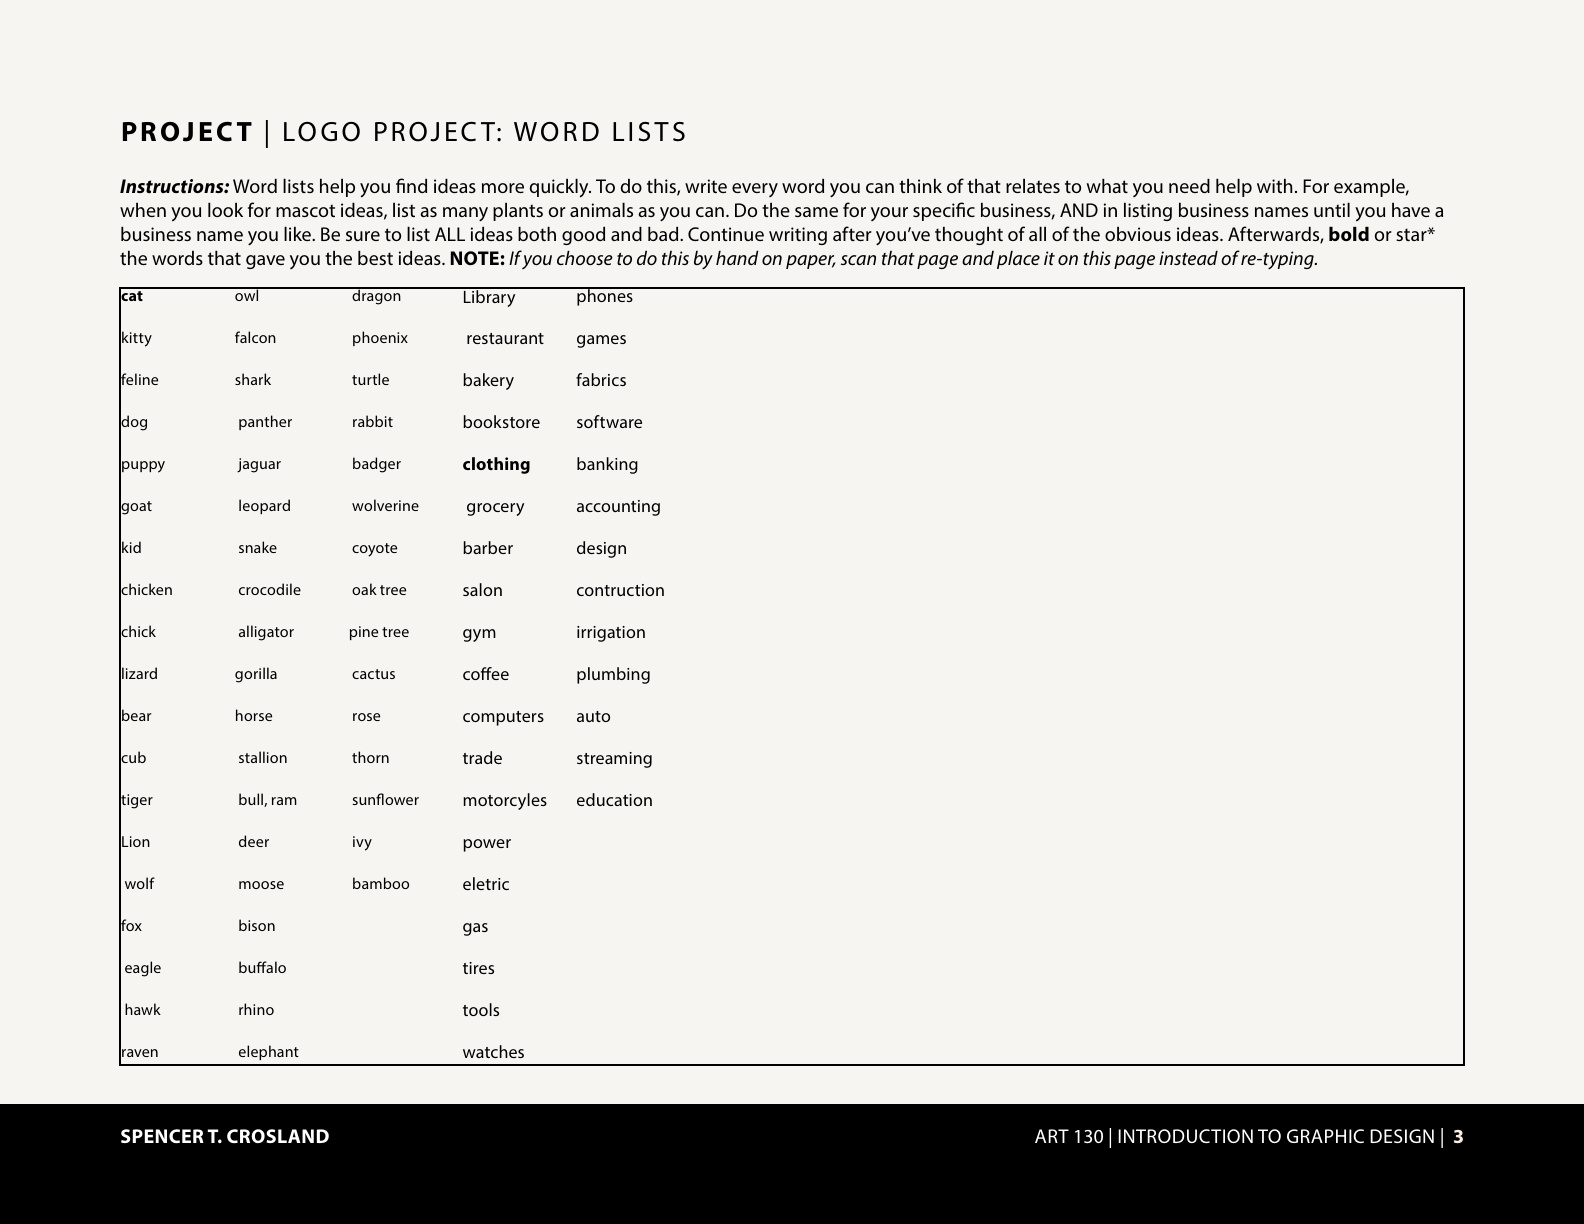 PROJECT | LOGO PROJECT: WORD LISTS
Instructions: Word lists help you find ideas more quickly. To do this, write every word you can think of that relates to what you need help with. For example,
when you look for mascot ideas, list as many plants or animals as you can. Do the same for your specific business, AND in listing business names until you have a
business name you like. Be sure to list ALL ideas both good and bad. Continue writing after you've thought of all of the obvious ideas. Afterwards, bold or star*
the words that gave you the best ideas. NOTE: If you choose to do this by hand on paper, scan that page and place it on this page instead of re-typing.
cat owl dragon Library phones
kitty falcon phoenix restaurant games
feline shark turtle bakery fabrics
dog panther rabbit bookstore software
puppy jaguar badger clothing banking
goat leopard wolverine grocery accounting
kid snake coyote barber design
chicken crocodile oak tree salon contruction
chick alligator pine tree gym irrigation
lizard gorilla cactus coffee plumbing
bear horse rose computers auto
cub stallion thorn trade streaming
tiger bull, ram sunflower motorcyles education
Lion deer ivy power
wolf moose bamboo eletric
fox bison gas
eagle buffalo tires
hawk rhino tools
raven elephant watches
SPENCER T. CROSLAND ART 130 | INTRODUCTION TO GRAPHIC DESIGN | 3